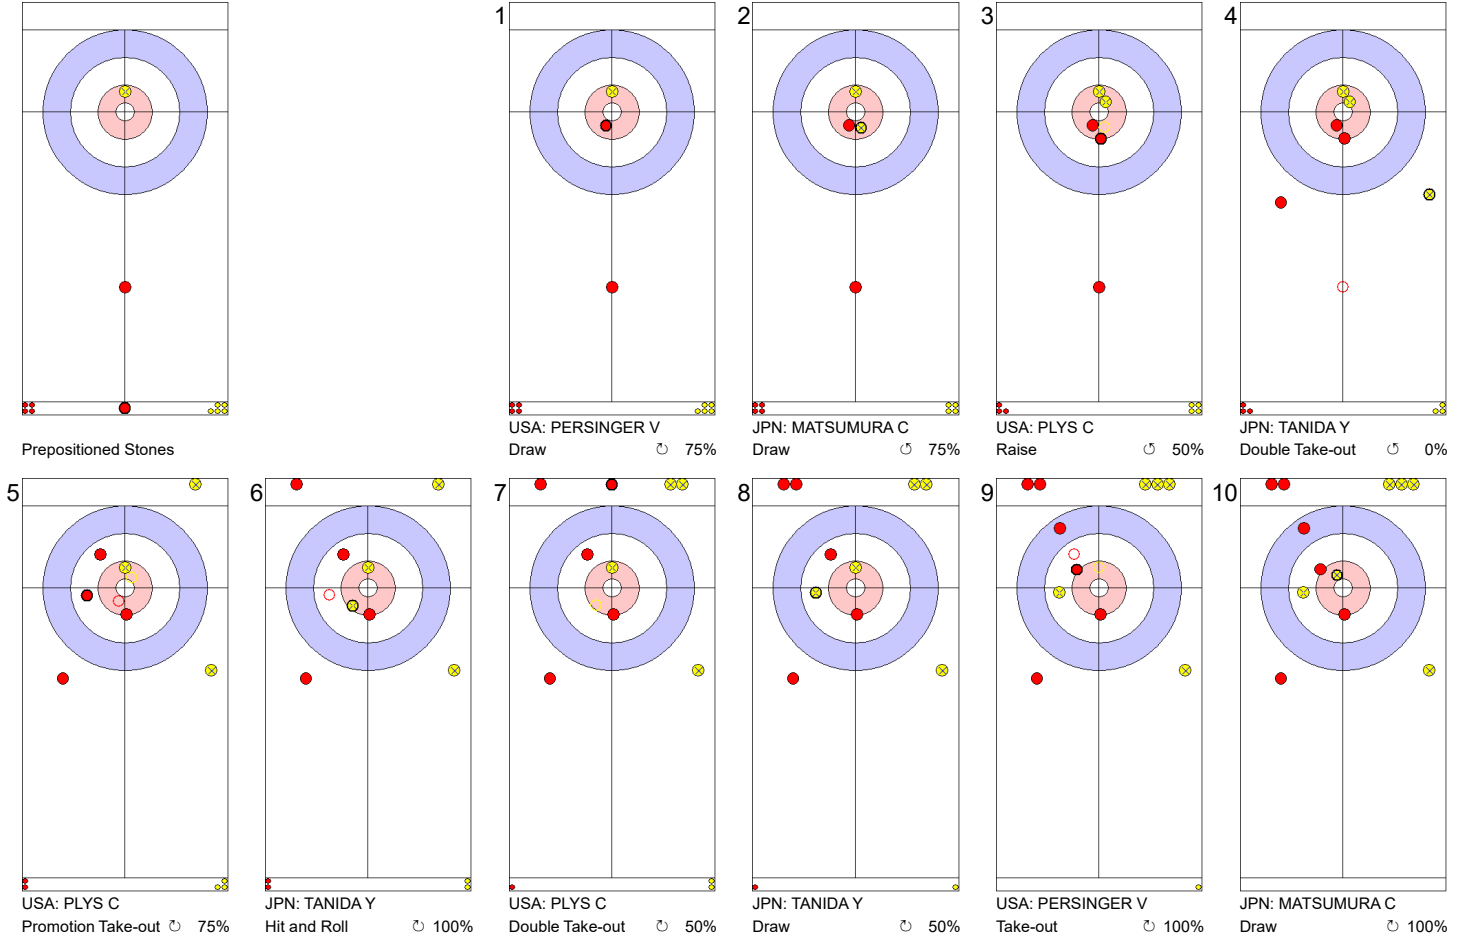 1
2
3
4
Prepositioned Stones
USA: PERSINGER V
Draw ↻ 75%
JPN: MATSUMURA C
Draw ↺ 75%
USA: PLYS C
Raise ↺ 50%
JPN: TANIDA Y
Double Take-out ↺ 0%
5
6
7
8
9
10
USA: PLYS C
Promotion Take-out ↻ 75%
JPN: TANIDA Y
Hit and Roll ↻ 100%
USA: PLYS C
Double Take-out ↻ 50%
JPN: TANIDA Y
Draw ↻ 50%
USA: PERSINGER V
Take-out ↻ 100%
JPN: MATSUMURA C
Draw ↻ 100%